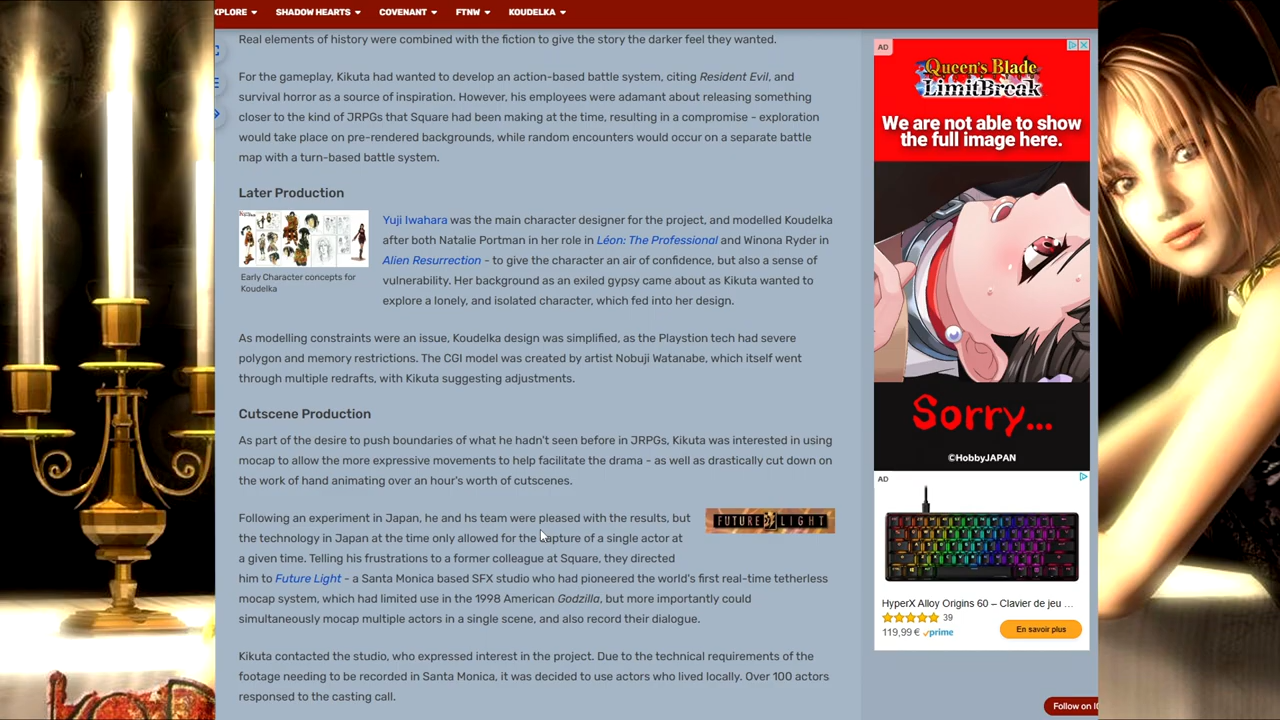 XPLORE
SHADOW HEARTS
COVENANT
FTNW
KOUDELKA
Real elements of history were combined with the fiction to give the story the darker feel they wanted.
For the gameplay, Kikuta had wanted to develop an action-based battle system, citing Resident Evil, and
survival horror as a source of inspiration. However, his employees were adamant about releasing something
closer to the kind of JRPGs that Square had been making at the time, resulting in a compromise - exploration
would take place on pre-rendered backgrounds, while random encounters would occur on a separate battle
map with a turn-based battle system.
Later Production
Early Character concepts for
Koudelka
Yuji Iwahara was the main character designer for the project, and modelled Koudelka
after both Natalie Portman in her role in Léon: The Professional and Winona Ryder in
Alien Resurrection - to give the character an air of confidence, but also a sense of
vulnerability. Her background as an exiled gypsy came about as Kikuta wanted to
explore a lonely, and isolated character, which fed into her design.
As modelling constraints were an issue, Koudelka design was simplified, as the Playstion tech had severe
polygon and memory restrictions. The CGI model was created by artist Nobuji Watanabe, which itself went
through multiple redrafts, with Kikuta suggesting adjustments.
Cutscene Production
As part of the desire to push boundaries of what he hadn't seen before in JRPGs, Kikuta was interested in using
mocap to allow the more expressive movements to help facilitate the drama - as well as drastically cut down on
the work of hand animating over an hour's worth of cutscenes.
Following an experiment in Japan, he and hs team were pleased with the results, but
the technology in Japan at the time only allowed for the capture of a single actor at
a given time. Telling his frustrations to a former colleague at Square, they directed
him to Future Light - a Santa Monica based SFX studio who had pioneered the world's first real-time tetherless
mocap system, which had limited use in the 1998 American Godzilla, but more importantly could
simultaneously mocap multiple actors in a single scene, and also record their dialogue.
FUTURE LIGHT
Kikuta contacted the studio, who expressed interest in the project. Due to the technical requirements of the
footage needing to be recorded in Santa Monica, it was decided to use actors who lived locally. Over 100 actors
responsed to the casting call.
AD
Queen's Blade
LimitBreak
We are not able to show
the full image here.
Sorry...
©HobbyJAPAN
AD
HyperX Alloy Origins 60 – Clavier de jeu ...
39
119,99 € prime
En savoir plus
Follow on I